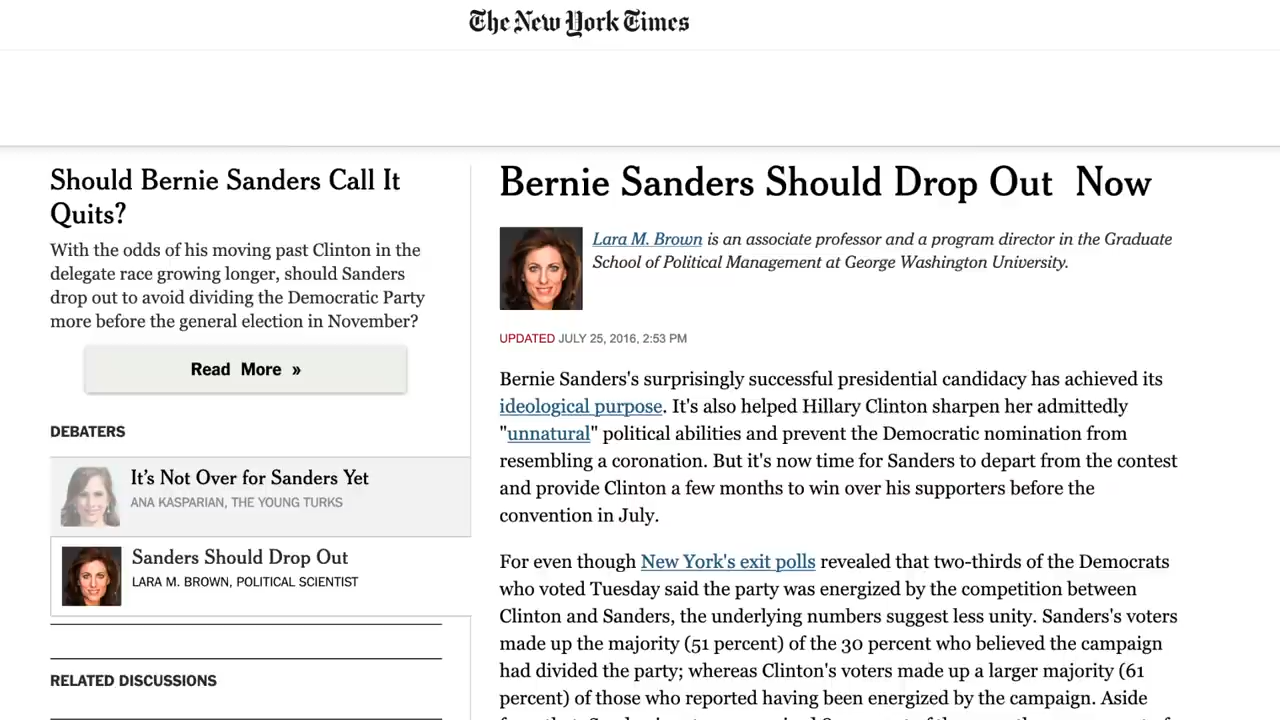 The New York Times
Should Bernie Sanders Call It
Quits?
With the odds of his moving past Clinton in the
delegate race growing longer, should Sanders
drop out to avoid dividing the Democratic Party
more before the general election in November?
Read More »
DEBATERS
It's Not Over for Sanders Yet
ANA KASPARIAN, THE YOUNG TURKS
Sanders Should Drop Out
LARA M. BROWN, POLITICAL SCIENTIST
RELATED DISCUSSIONS
Bernie Sanders Should Drop Out Now
Lara M. Brown is an associate professor and a program director in the Graduate
School of Political Management at George Washington University.
UPDATED JULY 25, 2016, 2:53 PM
Bernie Sanders's surprisingly successful presidential candidacy has achieved its
ideological purpose. It's also helped Hillary Clinton sharpen her admittedly
"unnatural" political abilities and prevent the Democratic nomination from
resembling a coronation. But it's now time for Sanders to depart from the contest
and provide Clinton a few months to win over his supporters before the
convention in July.
For even though New York's exit polls revealed that two-thirds of the Democrats
who voted Tuesday said the party was energized by the competition between
Clinton and Sanders, the underlying numbers suggest less unity. Sanders's voters
made up the majority (51 percent) of the 30 percent who believed the campaign
had divided the party; whereas Clinton's voters made up a larger majority (61
percent) of those who reported having been energized by the campaign. Aside